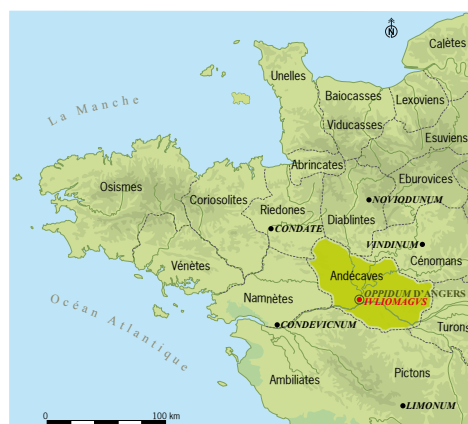 N
Calètes
Unelles
Baiocasses
Lexoviens
La Manche
Viducasses
Esuviens
Abrincates
Osismes
Coriosolites
Riedones
Diablintes
Eburovices
NOVIODUNUM
CONDATE
VINDINUM
Cénomans
Vénètes
Andécaves
Namnètes
OPPIDUM D'ANGERS
IVLIOMAGVS
Océan Atlantique
CONDEVICNUM
Turons
Pictons
Ambiliates
LIMONUM
0 100 km